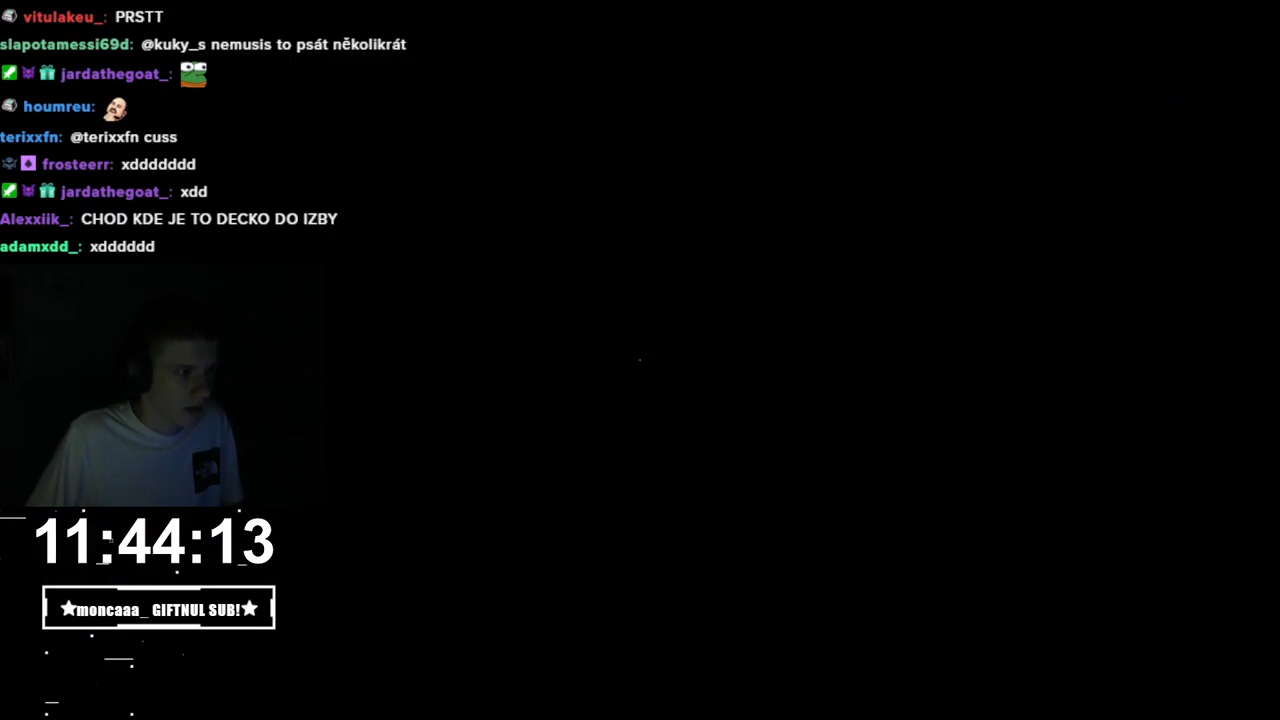 vitulakeu_: PRSTT
slapotamessi69d: @kuky_s nemusis to psát několikrát
jardathegoat_:
houmreu:
terixxfn: @terixxfn cuss
frosteerr: xddddddd
jardathegoat_: xdd
Alexxiik_: CHOD KDE JE TO DECKO DO IZBY
adamxdd_: xdddddd
11:44:13
★moncaaa_ GIFTNUL SUB!★